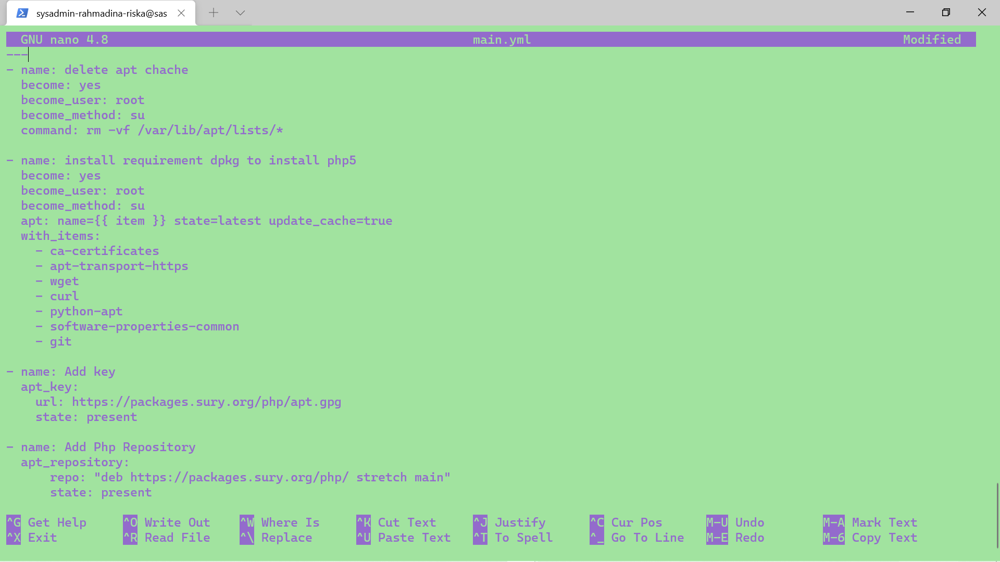 sysadmin-rahmadina-riska@sas
GNU nano 4.8 main.yml Modified
---
- name: delete apt chache
  become: yes
  become_user: root
  become_method: su
  command: rm -vf /var/lib/apt/lists/*

- name: install requirement dpkg to install php5
  become: yes
  become_user: root
  become_method: su
  apt: name={{ item }} state=latest update_cache=true
  with_items:
    - ca-certificates
    - apt-transport-https
    - wget
    - curl
    - python-apt
    - software-properties-common
    - git

- name: Add key
  apt_key:
    url: https://packages.sury.org/php/apt.gpg
    state: present

- name: Add Php Repository
  apt_repository:
      repo: "deb https://packages.sury.org/php/ stretch main"
      state: present

^G Get Help ^O Write Out ^W Where Is ^K Cut Text ^J Justify ^C Cur Pos M-U Undo M-A Mark Text
^X Exit ^R Read File ^\ Replace ^U Paste Text ^T To Spell ^_ Go To Line M-E Redo M-6 Copy Text